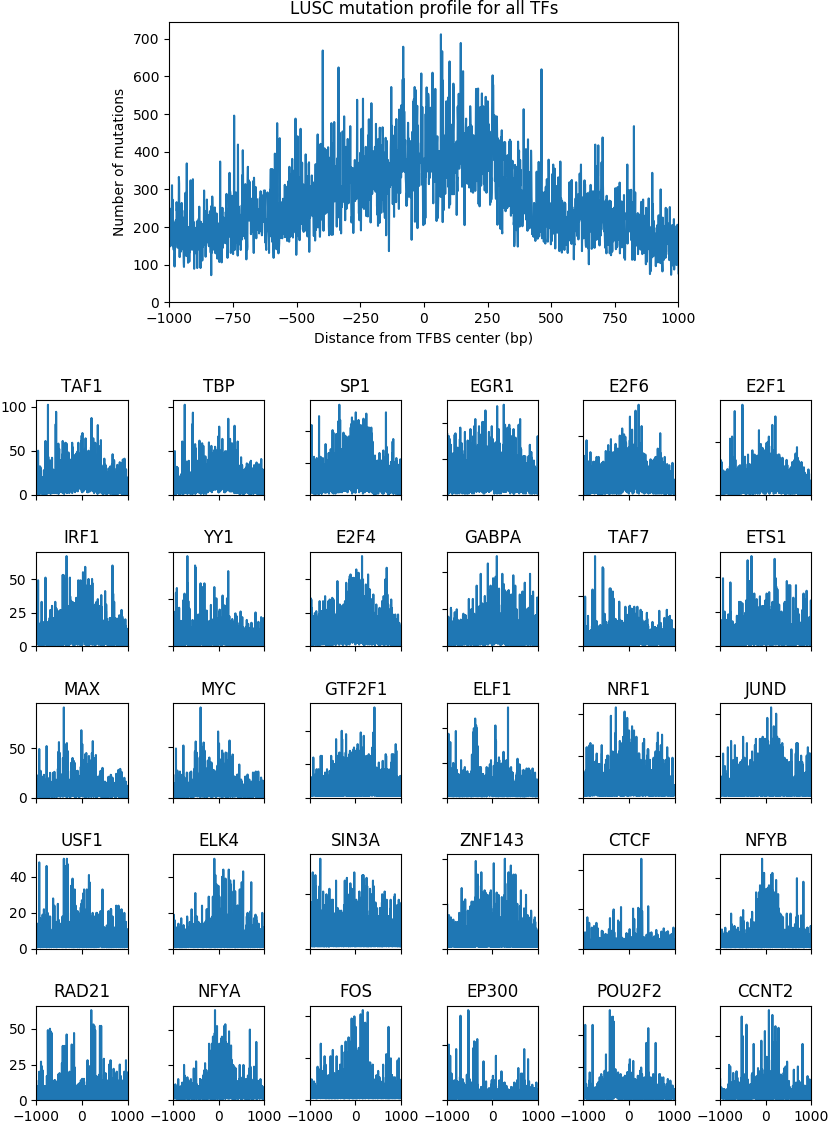 LUSC mutation profile for all TFs
700
600
500
400
300
200
100
0
Number of mutations
−1000 −750 −500 −250 0 250 500 750 1000
Distance from TFBS center (bp)
TAF1 TBP SP1 EGR1 E2F6 E2F1
100
50
0
IRF1 YY1 E2F4 GABPA TAF7 ETS1
50
25
0
MAX MYC GTF2F1 ELF1 NRF1 JUND
50
0
USF1 ELK4 SIN3A ZNF143 CTCF NFYB
40
20
0
RAD21 NFYA FOS EP300 POU2F2 CCNT2
50
25
0
−1000 0 1000 −1000 0 1000 −1000 0 1000 −1000 0 1000 −1000 0 1000 −1000 0 1000